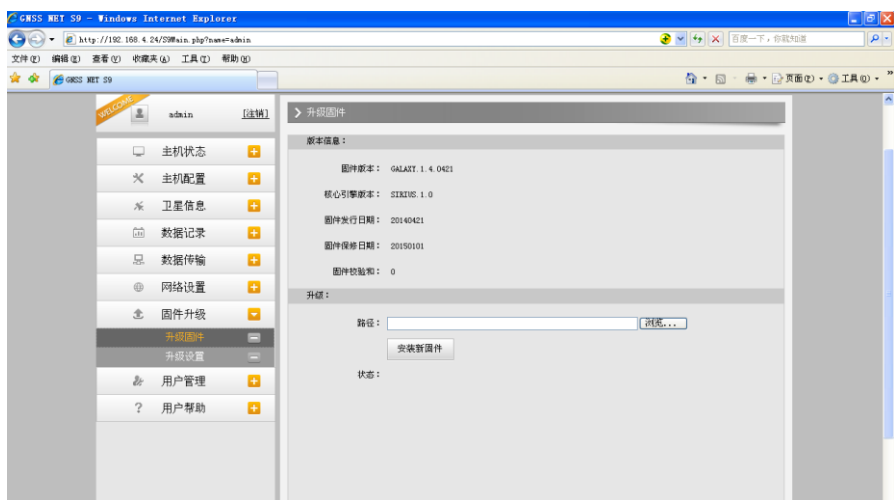 GNSS NET S9 - Windows Internet Explorer
http://192.168.4.24/S9Main.php?name=admin
百度一下，你就知道
文件(F) 编辑(E) 查看(V) 收藏夹(A) 工具(T) 帮助(H)
GNSS NET S9
页面(P) 工具(O)
WELCOME
admin
[注销]
升级固件
版本信息：
主机状态
固件版本： GALAXY.1.4.0421
主机配置
核心引擎版本： SIRIUS.1.0
卫星信息
固件发行日期： 20140421
数据记录
固件保修日期： 20150101
数据传输
固件校验和： 0
网络设置
升级：
固件升级
路径： 浏览...
升级固件
安装新固件
升级设置
状态：
用户管理
用户帮助